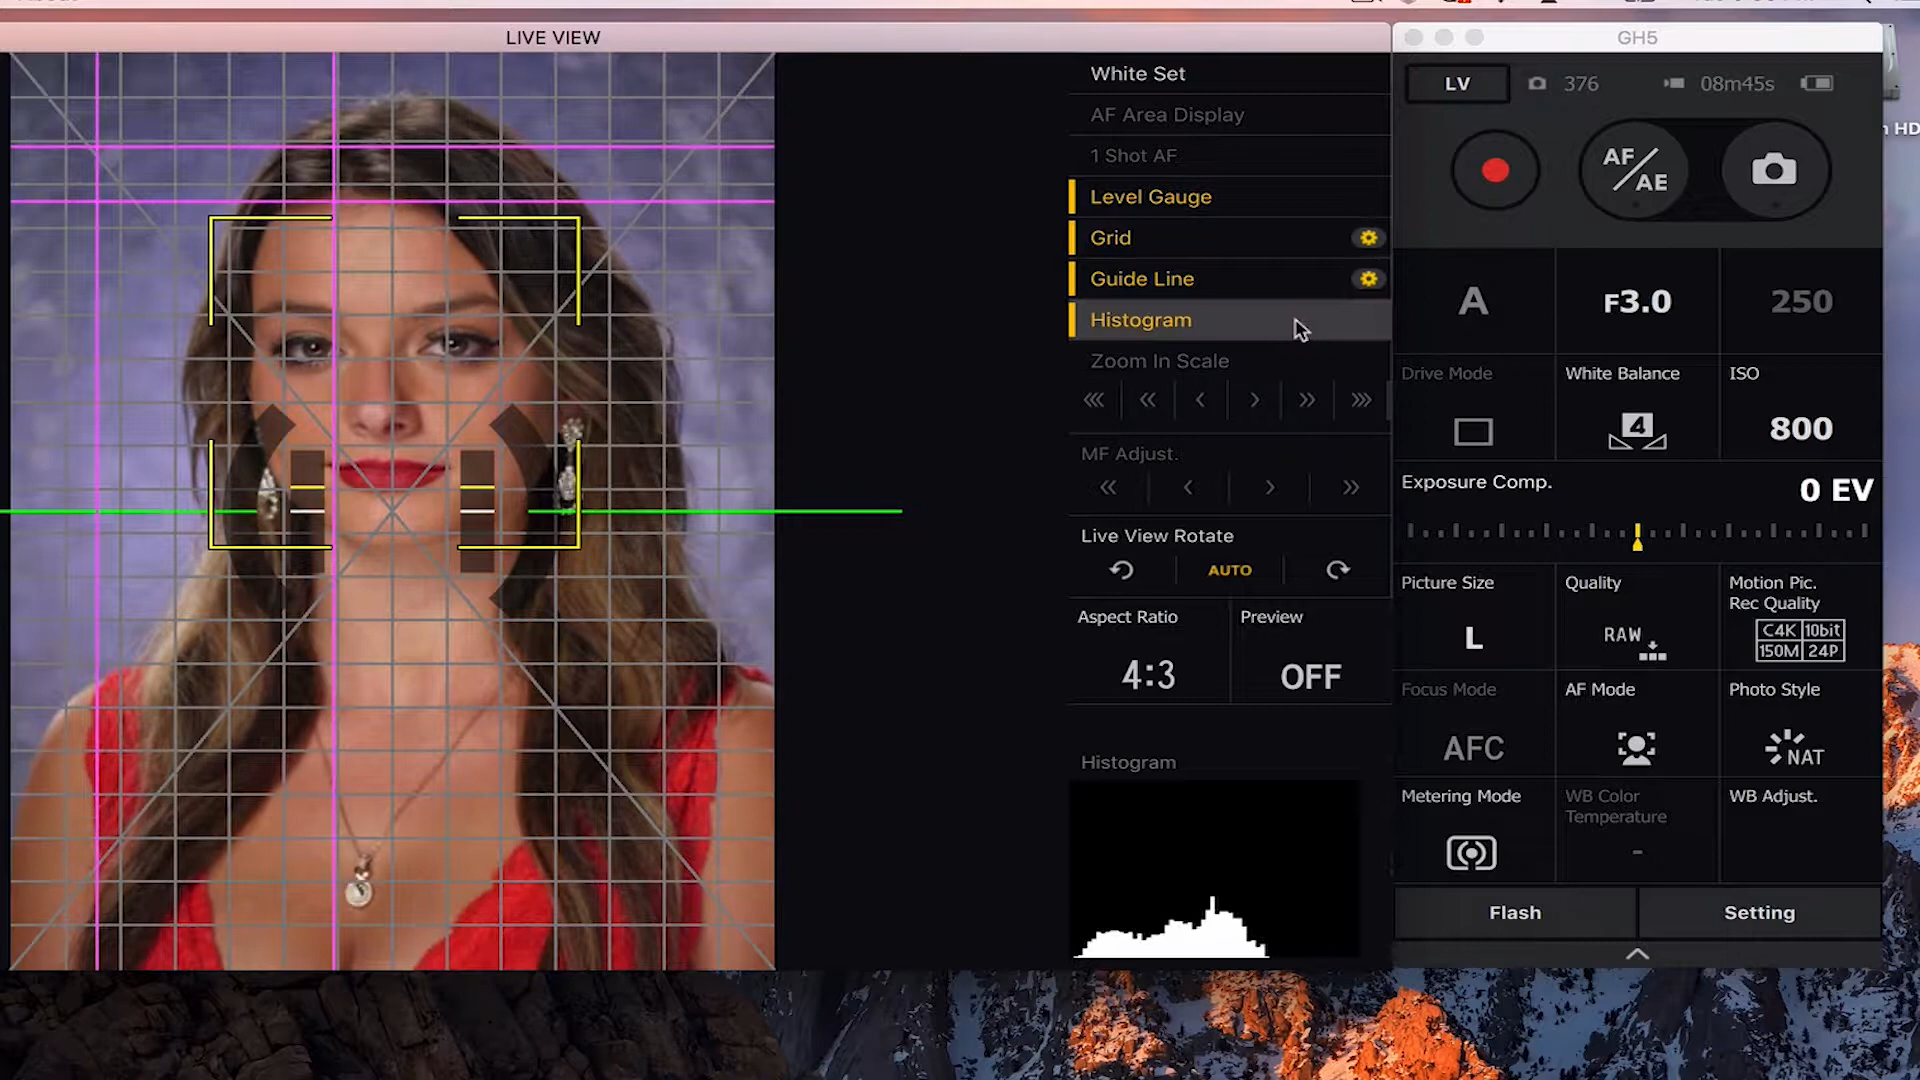 LIVE VIEW
GH5
White Set
AF Area Display
1 Shot AF
Level Gauge
Grid
Guide Line
Histogram
Zoom In Scale
MF Adjust.
Live View Rotate
AUTO
Aspect Ratio
Preview
4:3
OFF
Histogram
LV
376
08m45s
AF/AE
A
F3.0
250
Drive Mode
White Balance
ISO
4
800
Exposure Comp.
0 EV
Picture Size
Quality
Motion Pic.
Rec Quality
L
RAW
C4K 10bit
150M 24P
Focus Mode
AF Mode
Photo Style
AFC
NAT
Metering Mode
WB Color
Temperature
WB Adjust.
-
Flash
Setting
HD